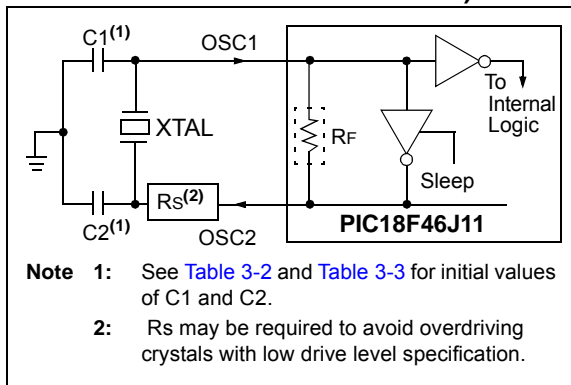 C1(1)
OSC1
XTAL
RF
To
Internal
Logic
Sleep
C2(1)
Rs(2)
OSC2
PIC18F46J11
Note 1: See Table 3-2 and Table 3-3 for initial values
of C1 and C2.
2: Rs may be required to avoid overdriving
crystals with low drive level specification.